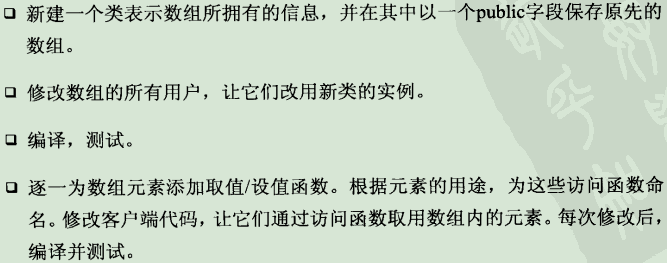 ❑ 新建一个类表示数组所拥有的信息，并在其中以一个public字段保存原先的
数组。
❑ 修改数组的所有用户，让它们改用新类的实例。
❑ 编译，测试。
❑ 逐一为数组元素添加取值/设值函数。根据元素的用途，为这些访问函数命
名。修改客户端代码，让它们通过访问函数取用数组内的元素。每次修改后，
编译并测试。